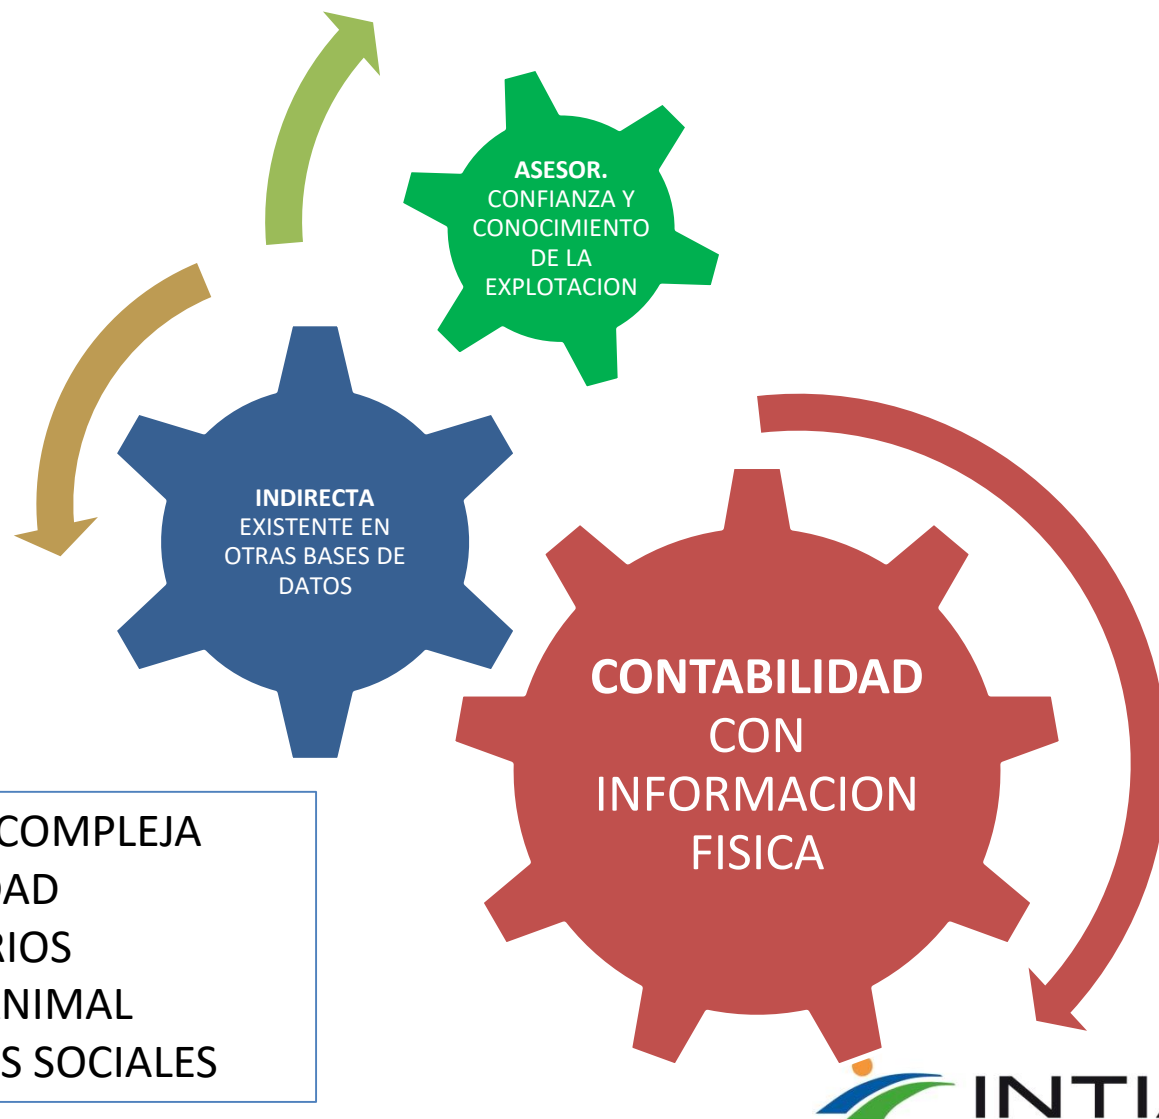 ASESOR.
CONFIANZA Y
CONOCIMIENTO
DE LA
EXPLOTACION
INDIRECTA
EXISTENTE EN
OTRAS BASES DE
DATOS
CONTABILIDAD
CON
INFORMACION
FISICA
COMPLEJA
DAD
RIOS
NIMAL
S SOCIALES
INTI